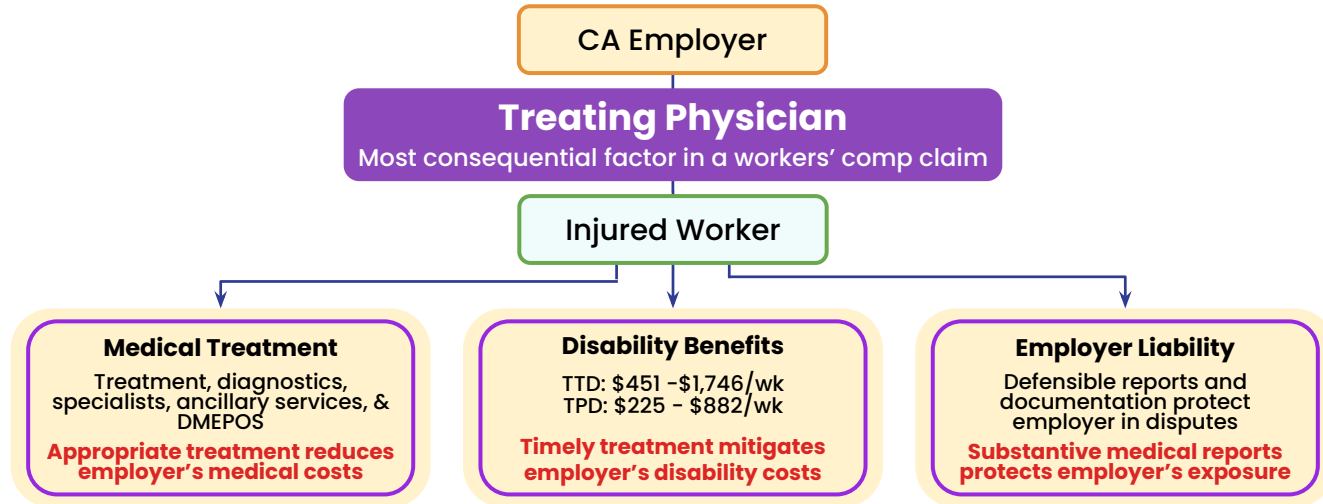 CA Employer
Treating Physician
Most consequential factor in a workers’ comp claim
Injured Worker
Medical Treatment
Treatment, diagnostics,
specialists, ancillary services, &
DMEPOS
Appropriate treatment reduces
employer’s medical costs
Disability Benefits
TTD: $451 –$1,746/wk
TPD: $225 – $882/wk
Timely treatment mitigates
employer’s disability costs
Employer Liability
Defensible reports and
documentation protect
employer in disputes
Substantive medical reports
protects employer’s exposure